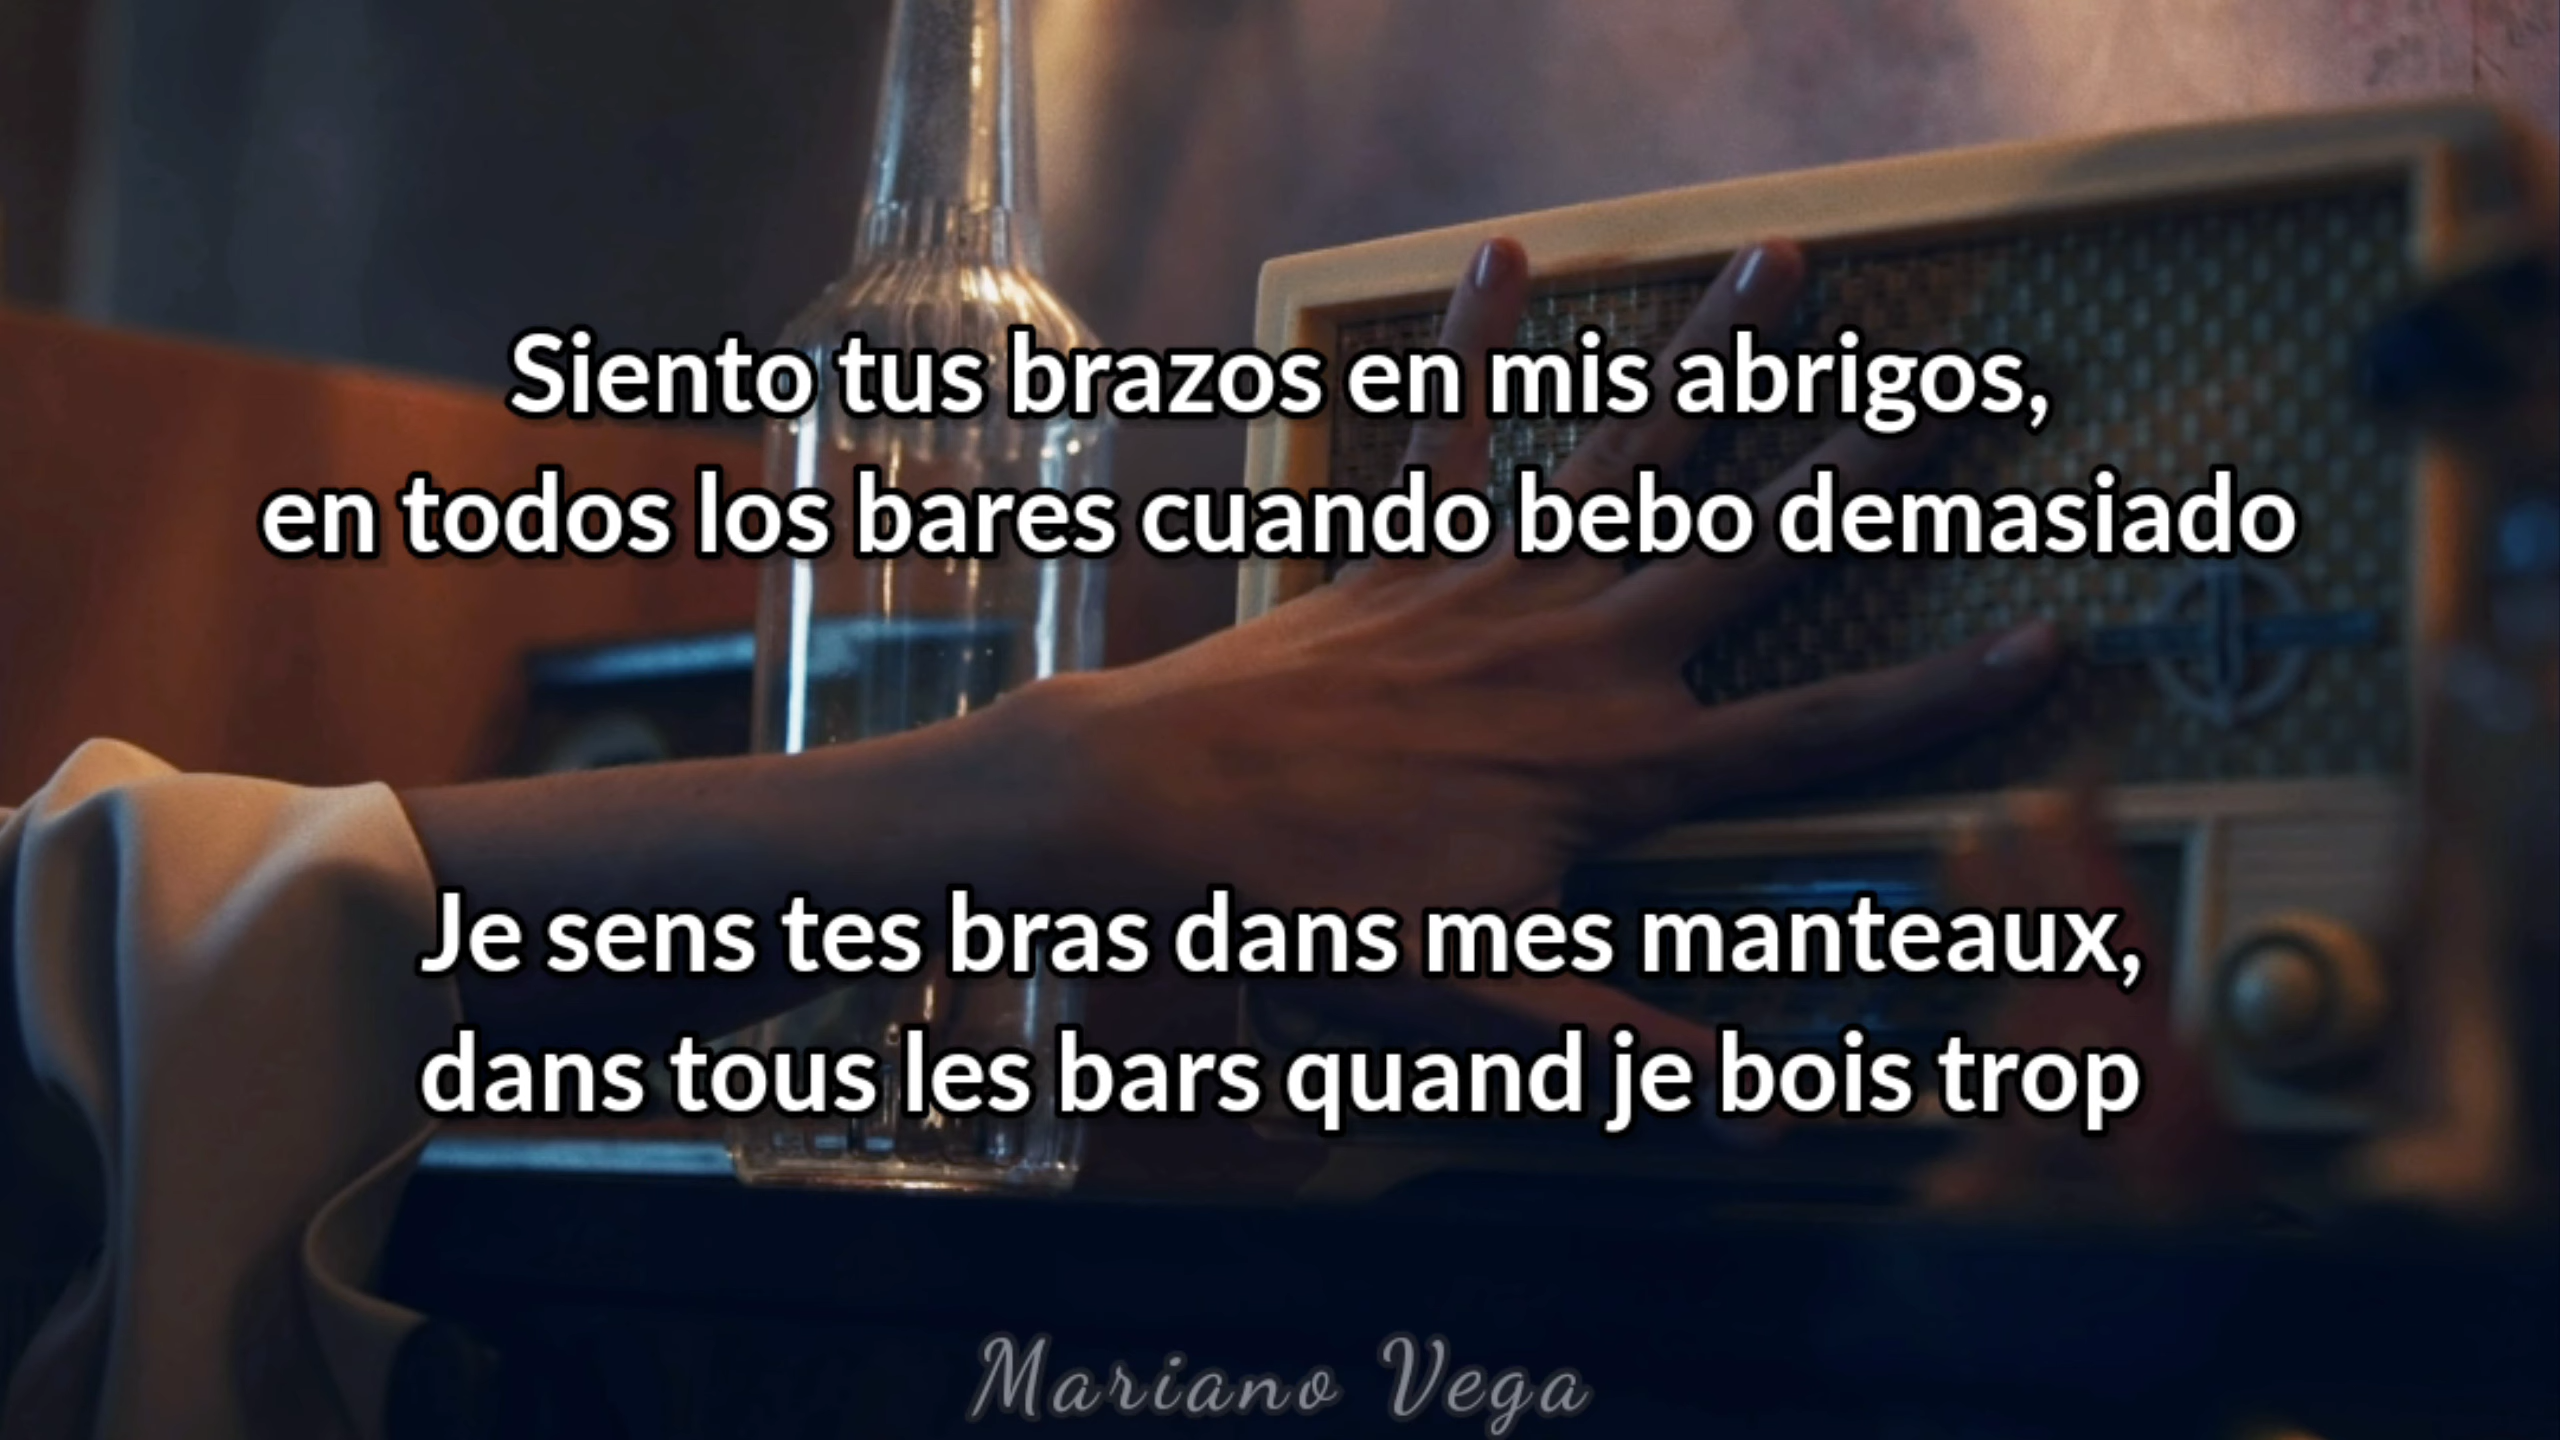 Siento tus brazos en mis abrigos,
en todos los bares cuando bebo demasiado
Je sens tes bras dans mes manteaux,
dans tous les bars quand je bois trop
Mariano Vega